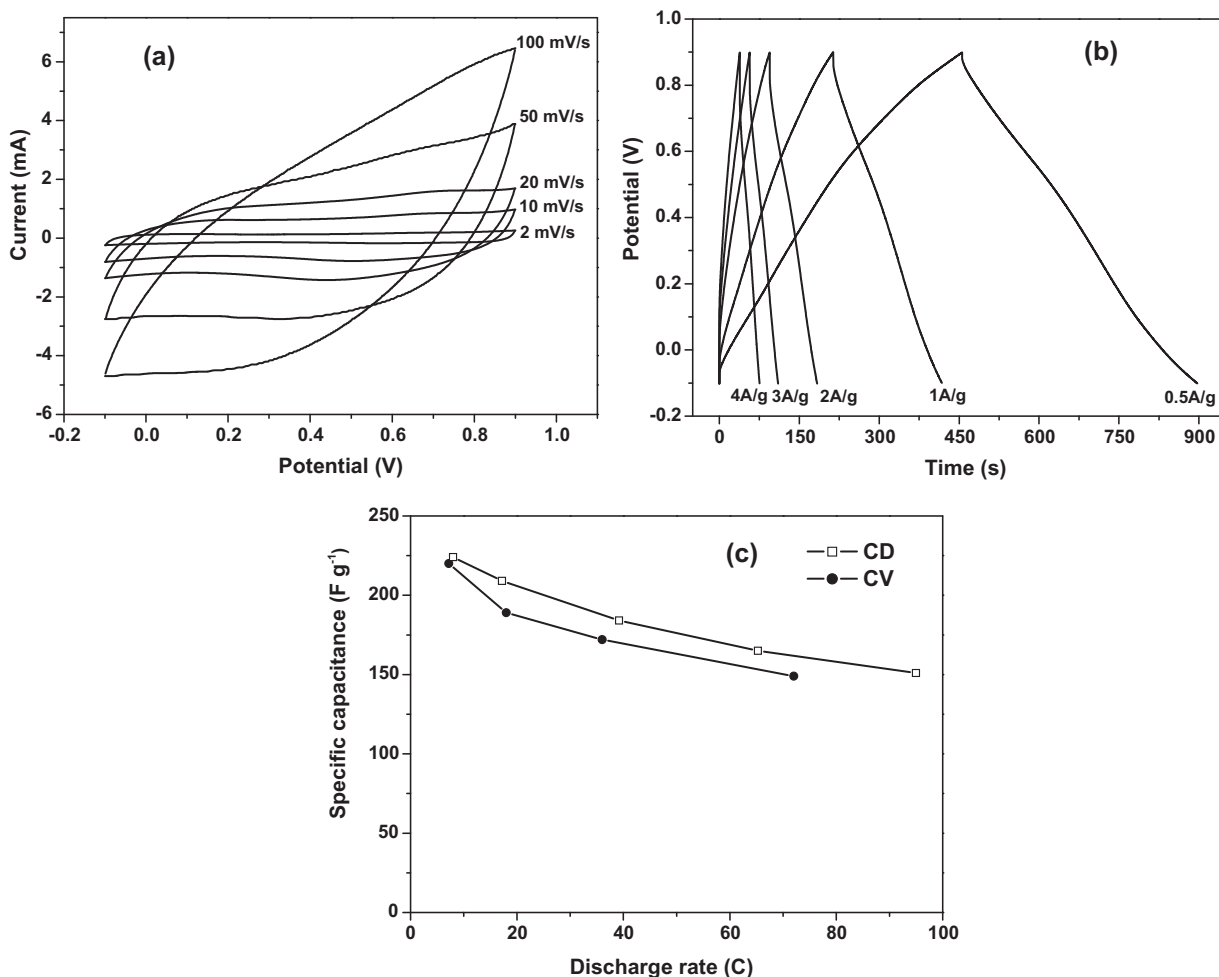 (a)
100 mV/s
50 mV/s
20 mV/s
10 mV/s
2 mV/s
Current (mA)
6
4
2
0
-2
-4
-6
-0.2 0.0 0.2 0.4 0.6 0.8 1.0
Potential (V)
(b)
Potential (V)
1.0
0.8
0.6
0.4
0.2
0.0
-0.2
4A/g 3A/g 2A/g 1A/g 0.5A/g
0 150 300 450 600 750 900
Time (s)
(c)
CD
CV
Specific capacitance (F g-1)
250
200
150
100
50
0
0 20 40 60 80 100
Discharge rate (C)